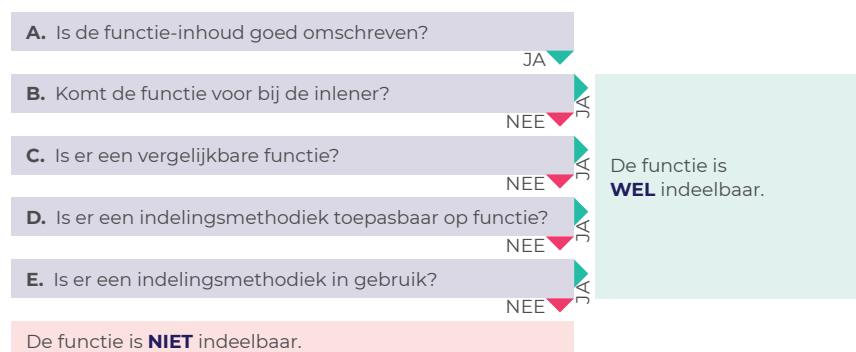 A. Is de functie-inhoud goed omschreven?
JA
B. Komt de functie voor bij de inlener?
JA
NEE
C. Is er een vergelijkbare functie?
JA
NEE
De functie is
WEL indeelbaar.
D. Is er een indelingsmethodiek toepasbaar op functie?
JA
NEE
E. Is er een indelingsmethodiek in gebruik?
JA
NEE
De functie is NIET indeelbaar.